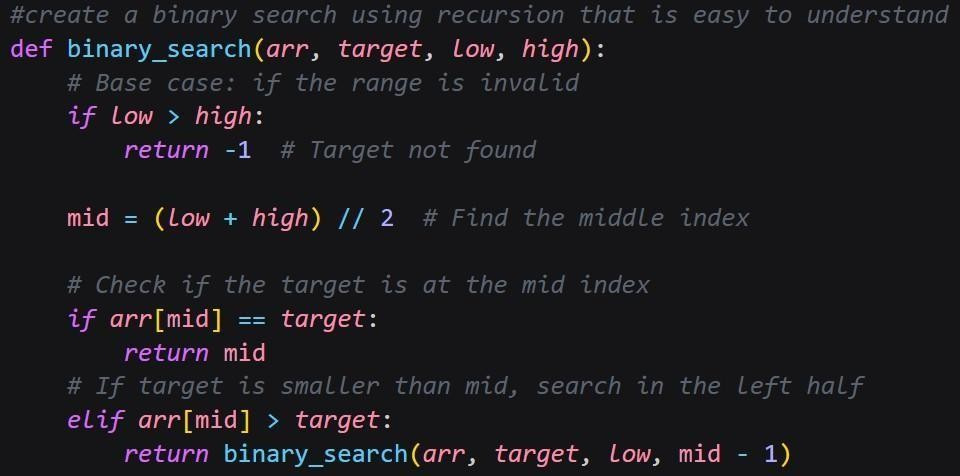 #create a binary search using recursion that is easy to understand
def binary_search(arr, target, low, high):
    # Base case: if the range is invalid
    if low > high:
        return -1  # Target not found

    mid = (low + high) // 2  # Find the middle index

    # Check if the target is at the mid index
    if arr[mid] == target:
        return mid
    # If target is smaller than mid, search in the left half
    elif arr[mid] > target:
        return binary_search(arr, target, low, mid - 1)